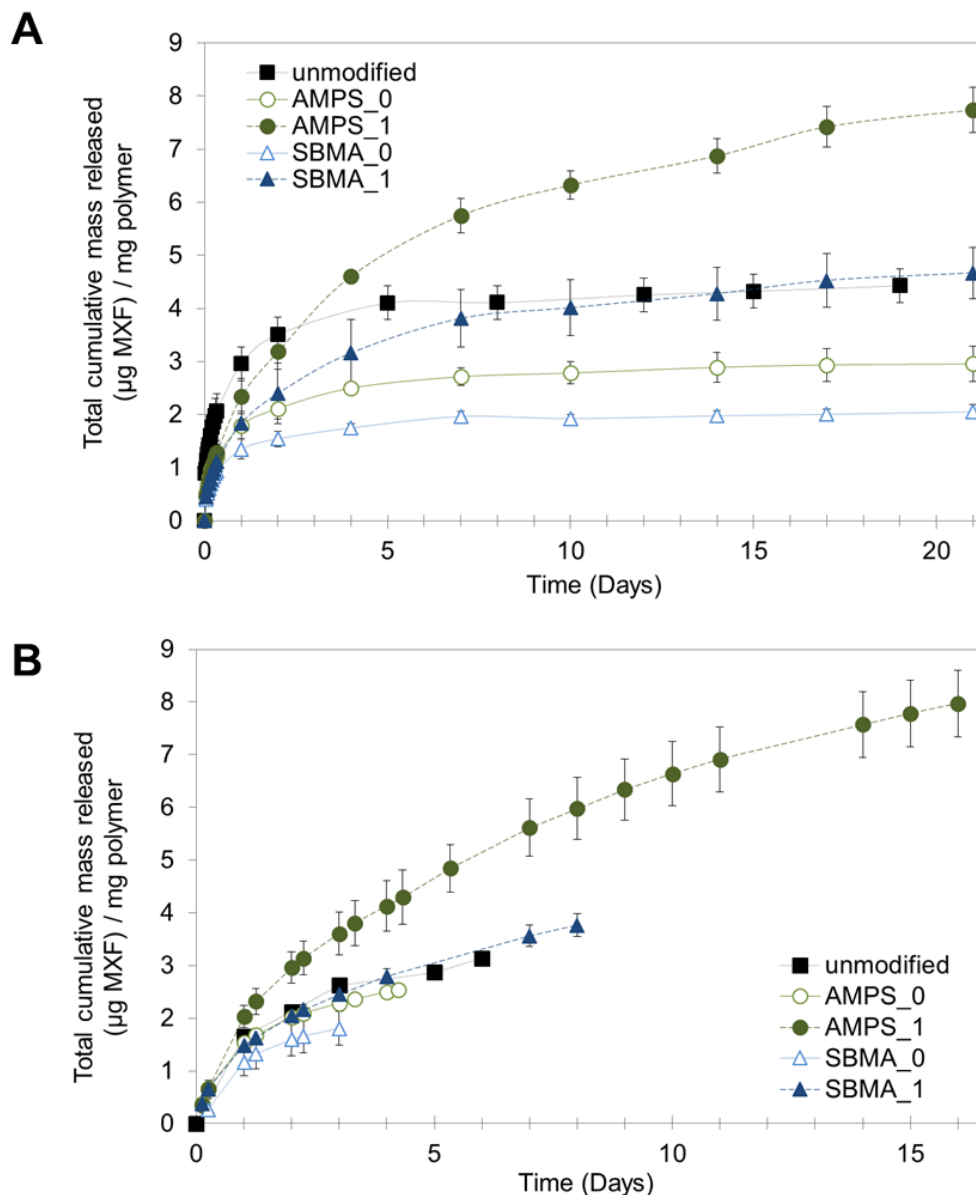 A
Total cumulative mass released
(µg MXF) / mg polymer
9
8
7
6
5
4
3
2
1
0
unmodified
AMPS_0
AMPS_1
SBMA_0
SBMA_1
0 5 10 15 20
Time (Days)
B
Total cumulative mass released
(µg MXF) / mg polymer
9
8
7
6
5
4
3
2
1
0
unmodified
AMPS_0
AMPS_1
SBMA_0
SBMA_1
0 5 10 15
Time (Days)